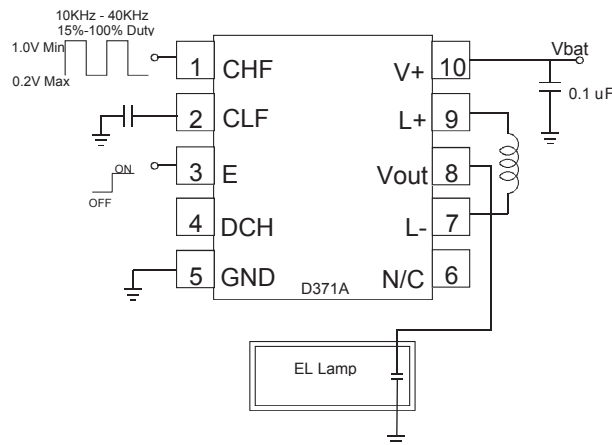 10KHz - 40KHz
15%-100% Duty
1.0V Min
0.2V Max
1 CHF
2 CLF
ON
OFF
3 E
4 DCH
5 GND
V+ 10
Vbat
0.1 uF
L+ 9
Vout 8
L- 7
N/C 6
D371A
EL Lamp